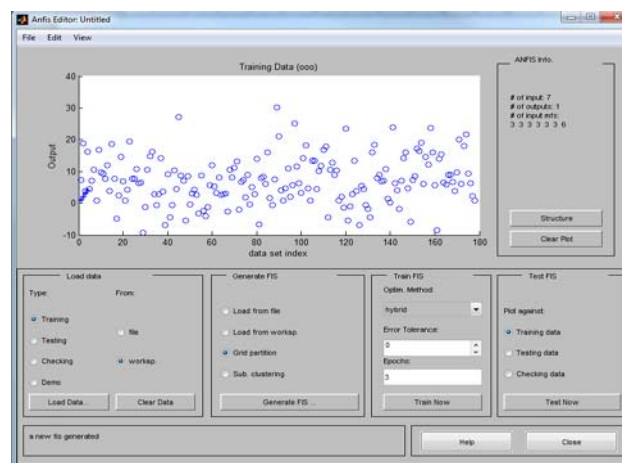 Anfis Editor: Untitled
File Edit View
Training Data (ooo)
40
30
20
10
0
-10
Output
0 20 40 60 80 100 120 140 160 180
data set index
ANFIS Info.
# of input: 7
# of outputs: 1
# of input mfs:
3 3 3 3 3 3 6
Structure
Clear Plot
Load data
Type:
From:
Training
Testing
Checking
Demo
file
worksp.
Load Data...
Clear Data
Generate FIS
Load from file
Load from worksp.
Grid partition
Sub. clustering
Generate FIS ...
Train FIS
Optim. Method:
hybrid
Error Tolerance:
0
Epochs:
3
Train Now
Test FIS
Plot against:
Training data
Testing data
Checking data
Test Now
a new fis generated
Help
Close